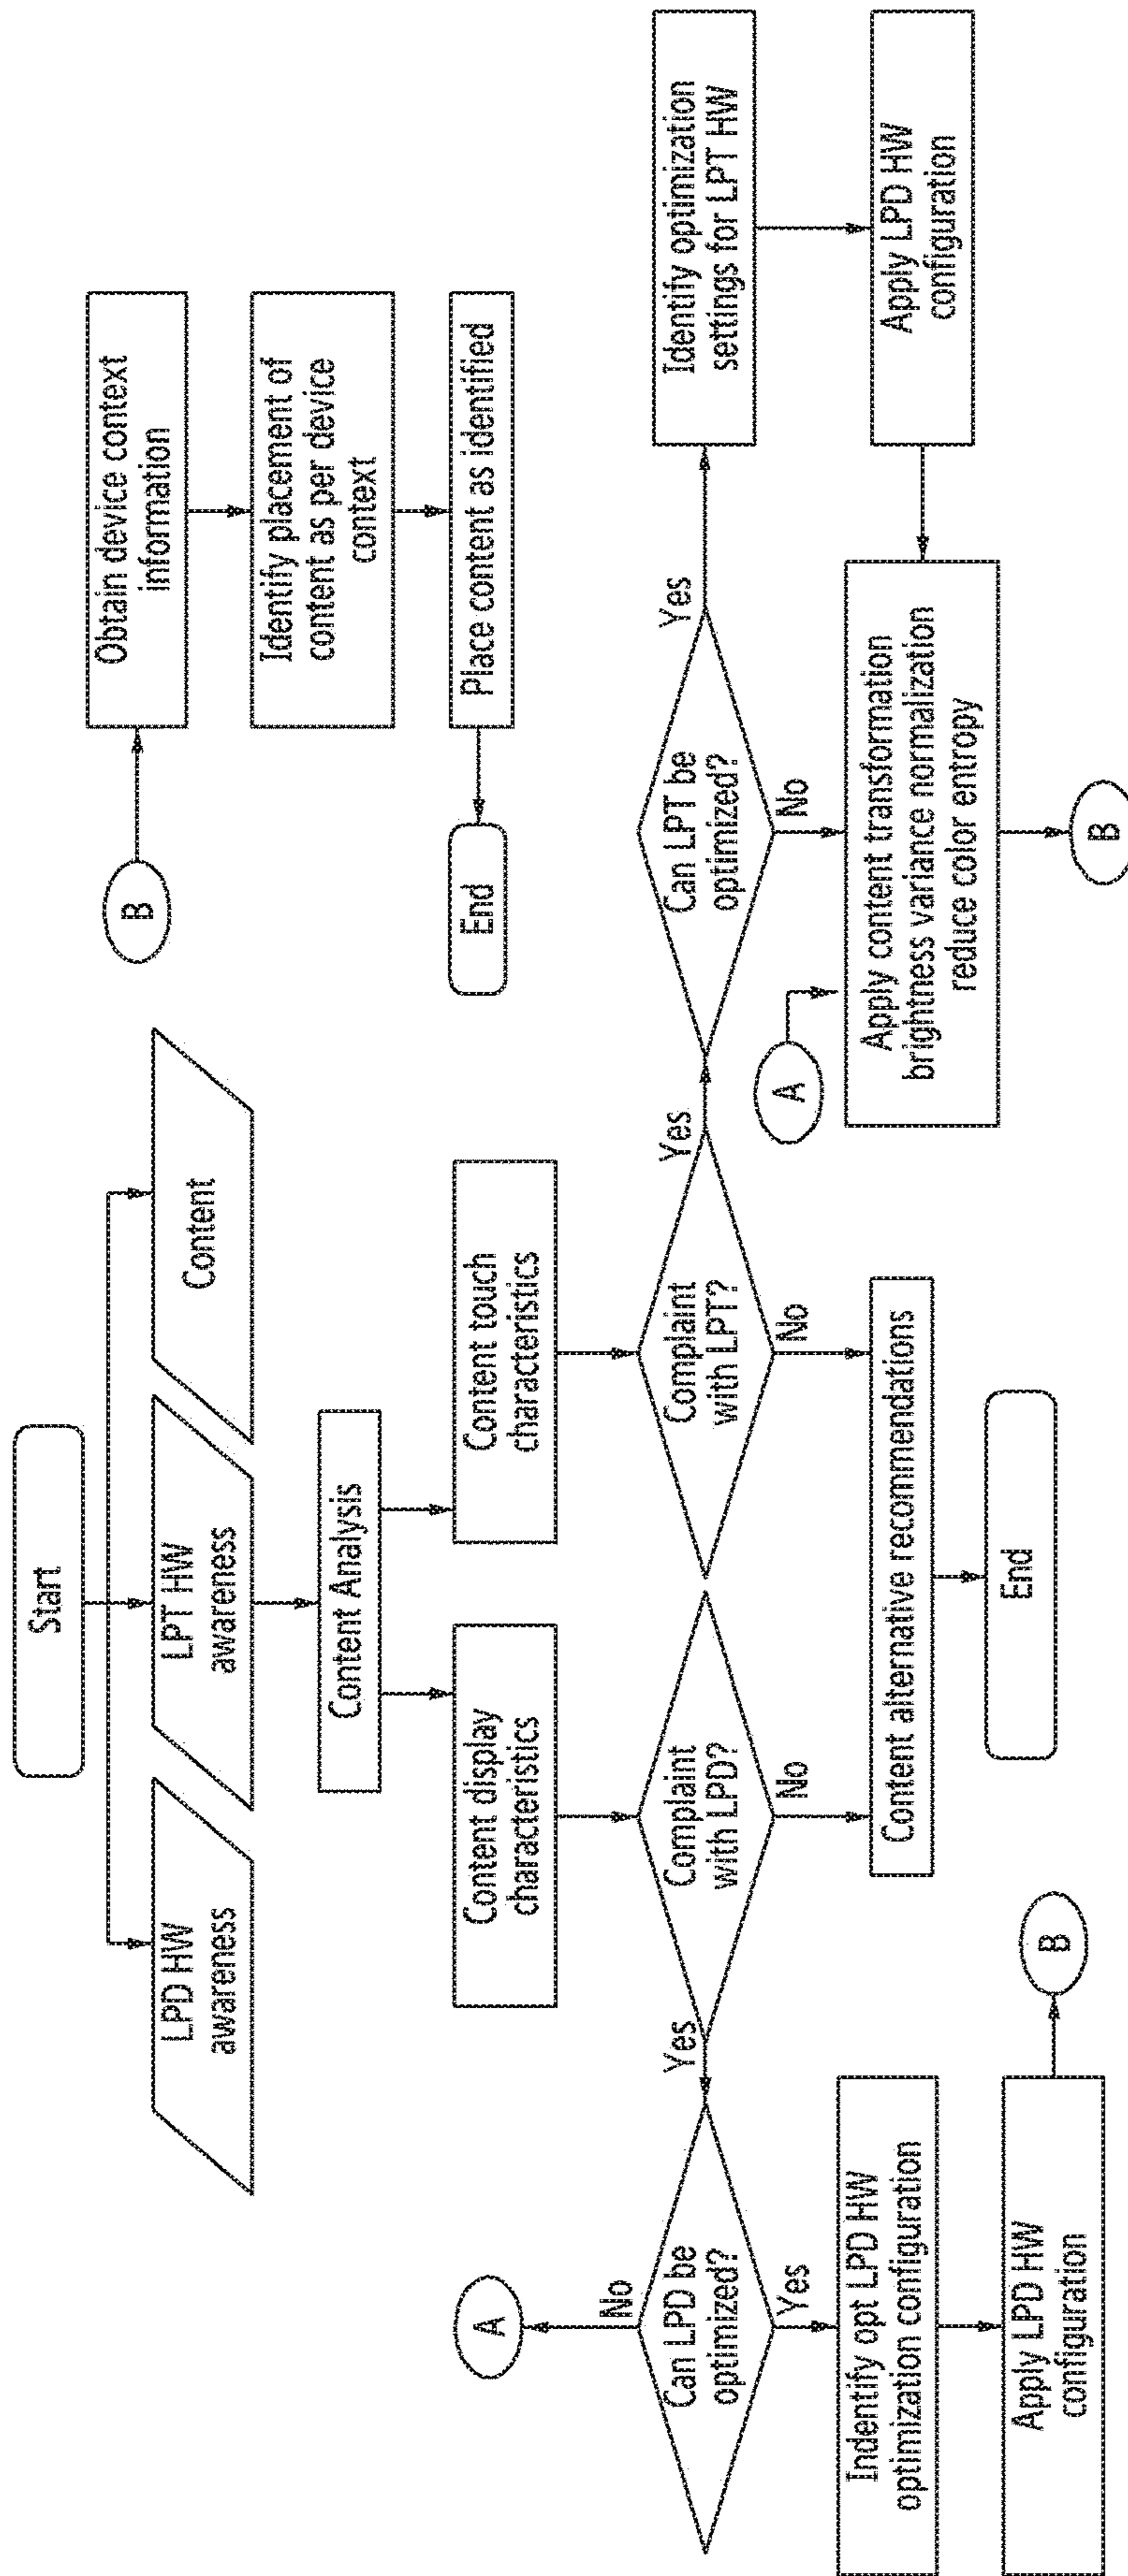 Start
LPD HW
awareness
LPT HW
awareness
Content
Content Analysis
Content display
characteristics
Content touch
characteristics
Complaint
with LPD?
Complaint
with LPT?
Yes
No
Yes
No
Can LPD be
optimized?
No
A
Yes
Indentify opt LPD HW
optimization configuration
Apply LPD HW
configuration
B
Content alternative recommendations
End
Can LPT be
optimized?
Yes
No
Identify optimization
settings for LPT HW
Apply LPD HW
configuration
A
Apply content transformation
brightness variance normalization
reduce color entropy
B
B
Obtain device context
information
Identify placement of
content as per device
context
Place content as identified
End